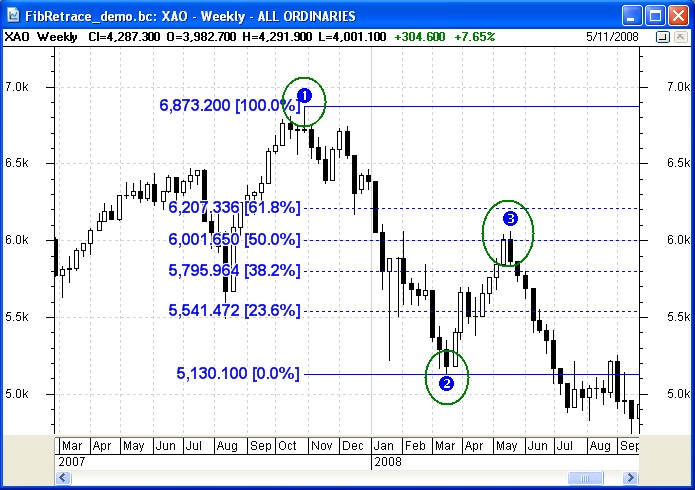 FibRetrace_demo.bc: XAO - Weekly - ALL ORDINARIES
XAO Weekly Cl=4,287.300 O=3,982.700 H=4,291.900 L=4,001.100 +304.600 +7.65% 5/11/2008
7.0k 7.0k
1
6,873.200 [100.0%]
6.5k 6.5k
6,207.336 [61.8%]
3
6.0k 6,001.650 [50.0%] 6.0k
5,795.964 [38.2%]
5.5k 5,541.472 [23.6%] 5.5k
5,130.100 [0.0%]
2
5.0k 5.0k
Mar Apr May Jun Jul Aug Sep Oct Nov Dec Jan Feb Mar Apr May Jun Jul Aug Sep
2007 2008